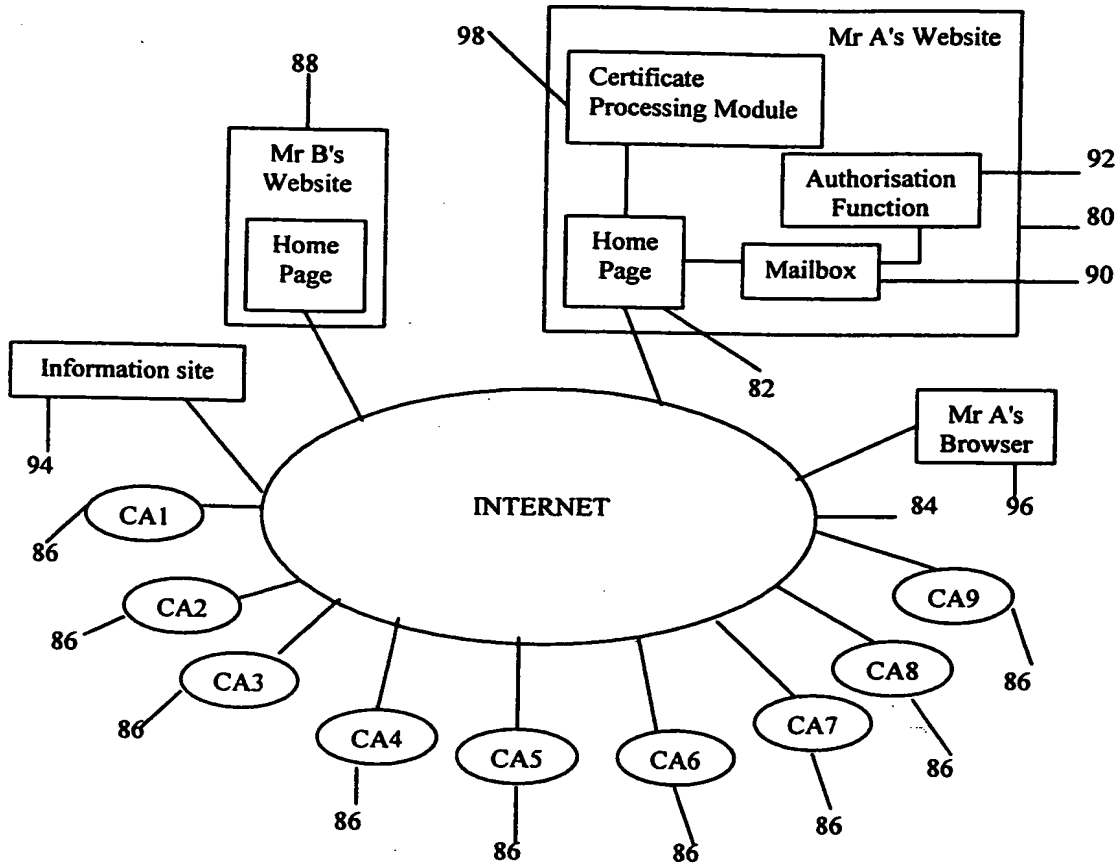 98
Mr A's Website
Certificate
Processing Module
88
Mr B's
Website
Home
Page
92
Authorisation
Function
80
Home
Page
Mailbox
90
82
Information site
94
Mr A's
Browser
96
INTERNET
84
CA1
86
CA2
86
CA3
86
CA4
86
CA5
86
CA6
86
CA7
86
CA8
86
CA9
86